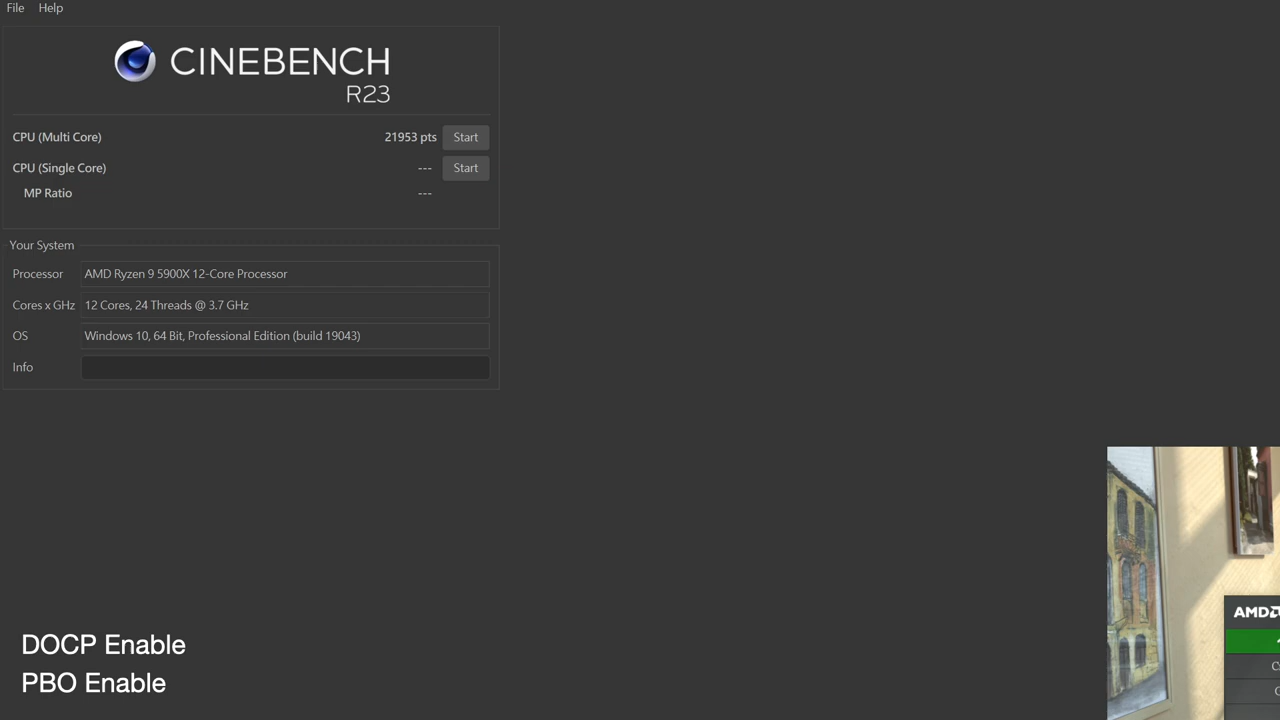 File Help
CINEBENCH
R23
CPU (Multi Core) 21953 pts Start
CPU (Single Core) --- Start
MP Ratio ---
Your System
Processor AMD Ryzen 9 5900X 12-Core Processor
Cores x GHz 12 Cores, 24 Threads @ 3.7 GHz
OS Windows 10, 64 Bit, Professional Edition (build 19043)
Info
AMD
DOCP Enable
PBO Enable